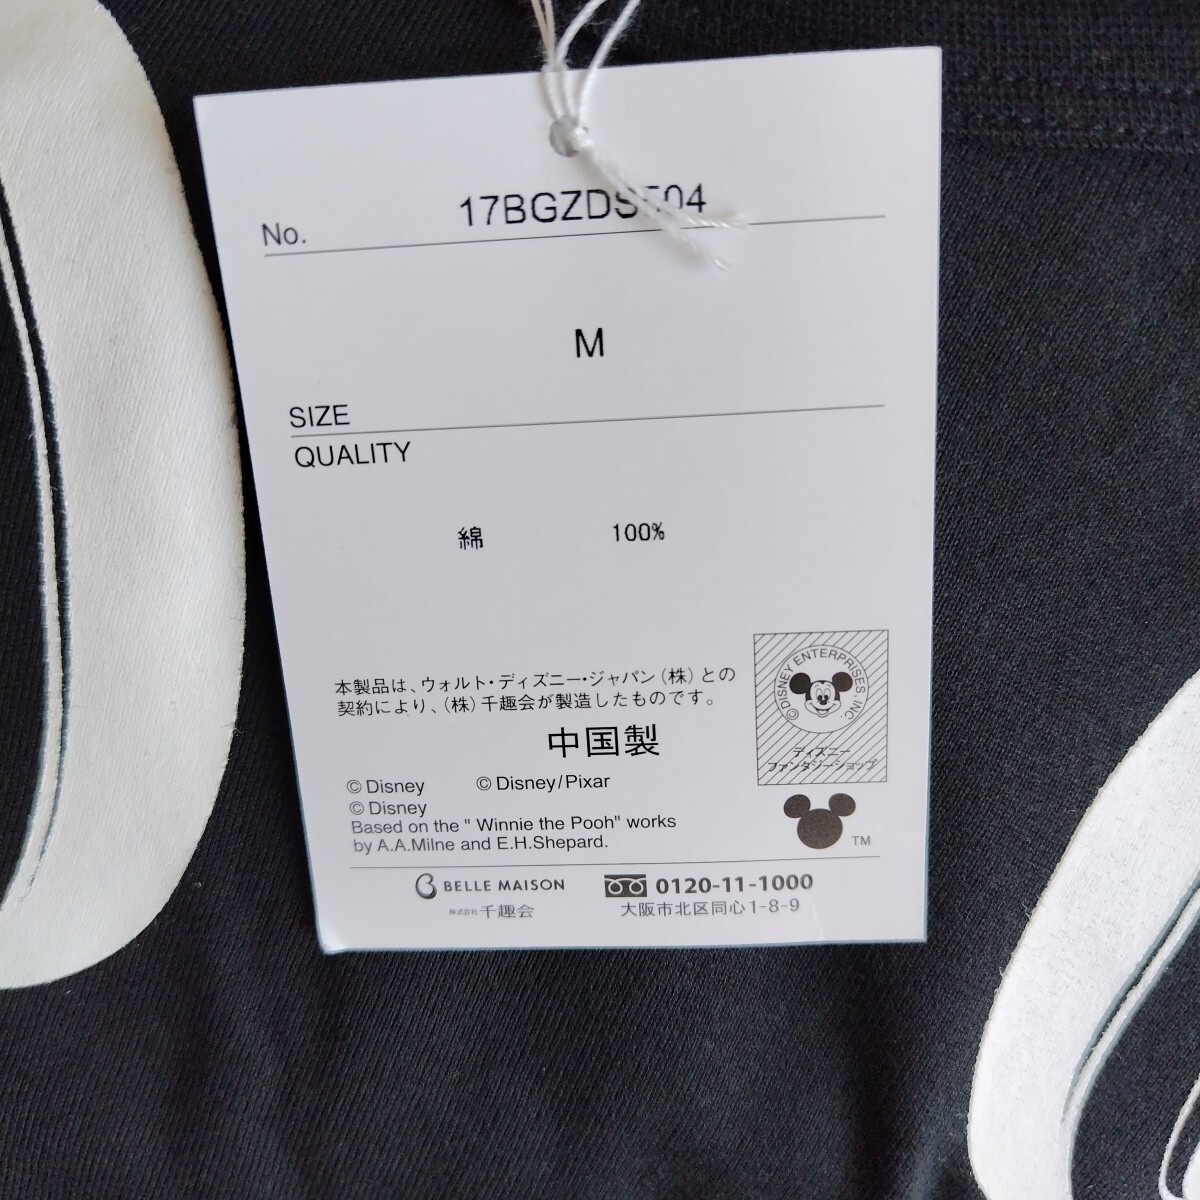 No.
M
SIZE
QUALITY
綿 100%
本製品は、ウォルト・ディズニー・ジャパン(株)との
契約により、(株)千趣会が製造したものです。
中国製
© Disney © Disney/Pixar
© Disney
Based on the " Winnie the Pooh" works
by A.A.Milne and E.H.Shepard.
© DISNEY ENTERPRISES, INC.
ディズニー
ファンタジーショップ
TM
BELLE MAISON 0120-11-1000
株式会社 千趣会 大阪市北区同心1-8-9